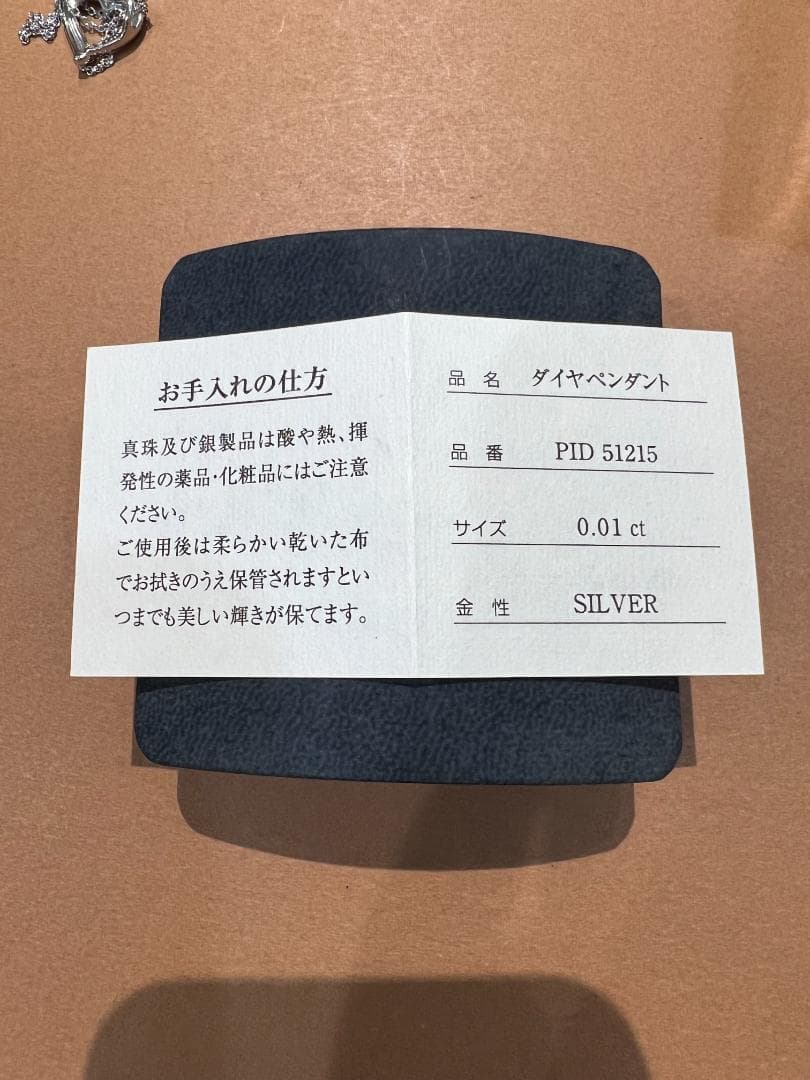 お手入れの仕方
真珠及び銀製品は酸や熱、揮
発性の薬品・化粧品にはご注意
ください。
ご使用後は柔らかい乾いた布
でお拭きのうえ保管されますとい
つまでも美しい輝きが保てます。
品名 ダイヤペンダント
品番 PID 51215
サイズ 0.01 ct
金性 SILVER